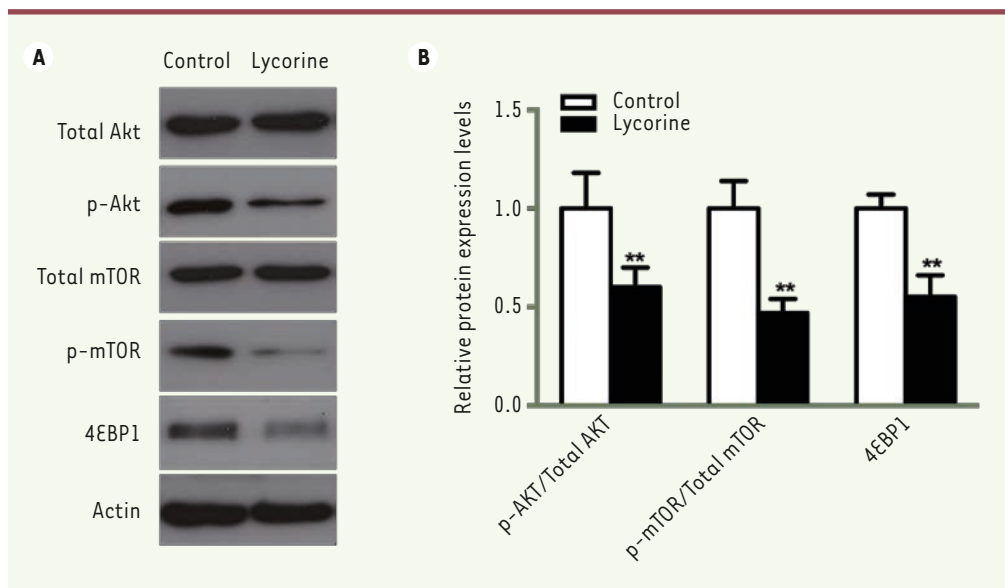 A
Control Lycorine
Total Akt
p-Akt
Total mTOR
p-mTOR
4EBP1
Actin
B
Control
Lycorine
Relative protein expression levels
1.5
1.0
0.5
0.0
** ** **
p-AKT/Total AKT
p-mTOR/Total mTOR
4EBP1